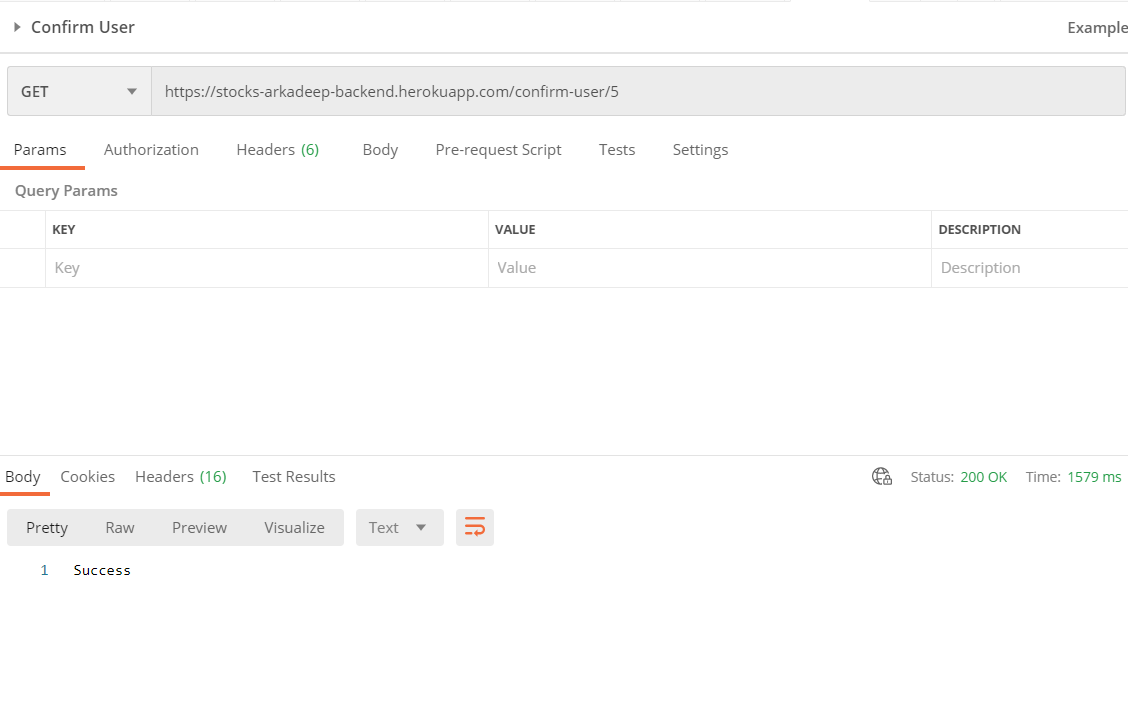 Confirm User Example
GET https://stocks-arkadeep-backend.herokuapp.com/confirm-user/5
Params Authorization Headers (6) Body Pre-request Script Tests Settings
Query Params
KEY VALUE DESCRIPTION
Key Value Description
Body Cookies Headers (16) Test Results Status: 200 OK Time: 1579 ms
Pretty Raw Preview Visualize Text
1 Success